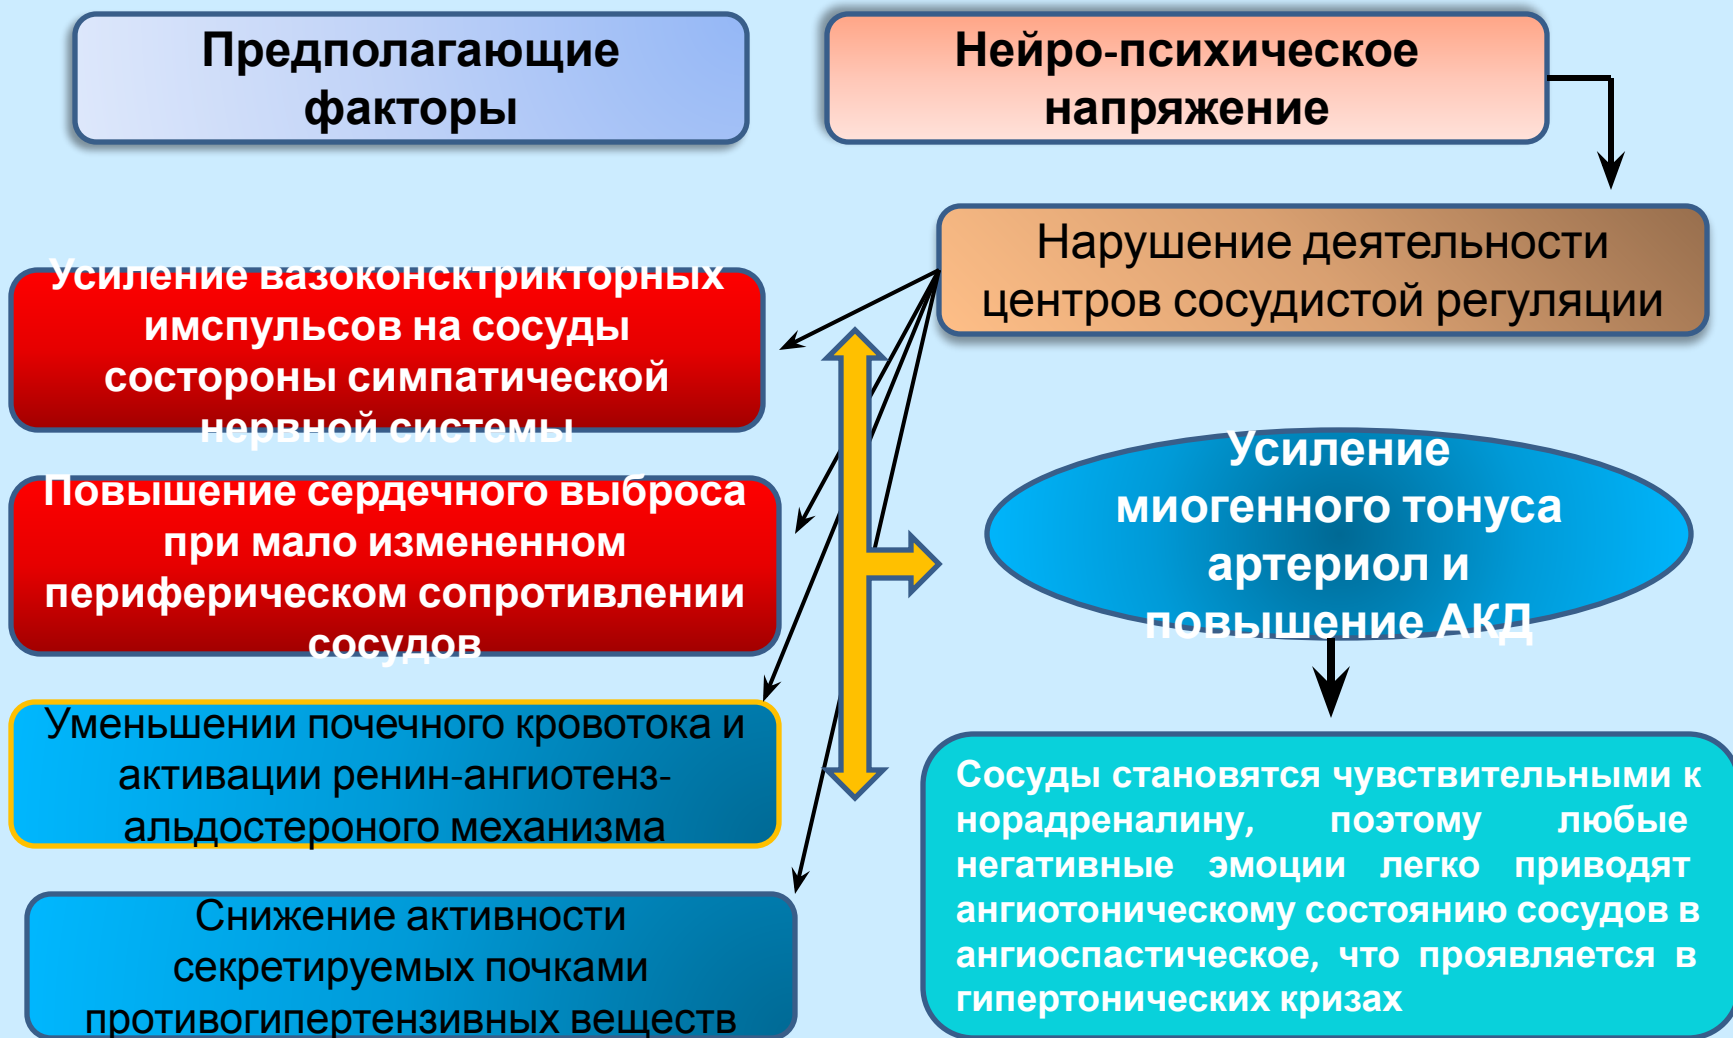 Предполагающие
факторы
Нейро-психическое
напряжение
Нарушение деятельности
центров сосудистой регуляции
Усиление вазоконсктрикторных
имспульсов на сосуды
состороны симпатической
нервной системы
Повышение сердечного выброса
при мало измененном
периферическом сопротивлении
сосудов
Уменьшении почечного кровотока и
активации ренин-ангиотенз-
альдостероного механизма
Снижение активности
секретируемых почками
противогипертензивных веществ
Усиление
миогенного тонуса
артериол и
повышение АКД
Сосуды становятся чувствительными к
норадреналину, поэтому любые
негативные эмоции легко приводят
ангиотоническому состоянию сосудов в
ангиоспастическое, что проявляется в
гипертонических кризах